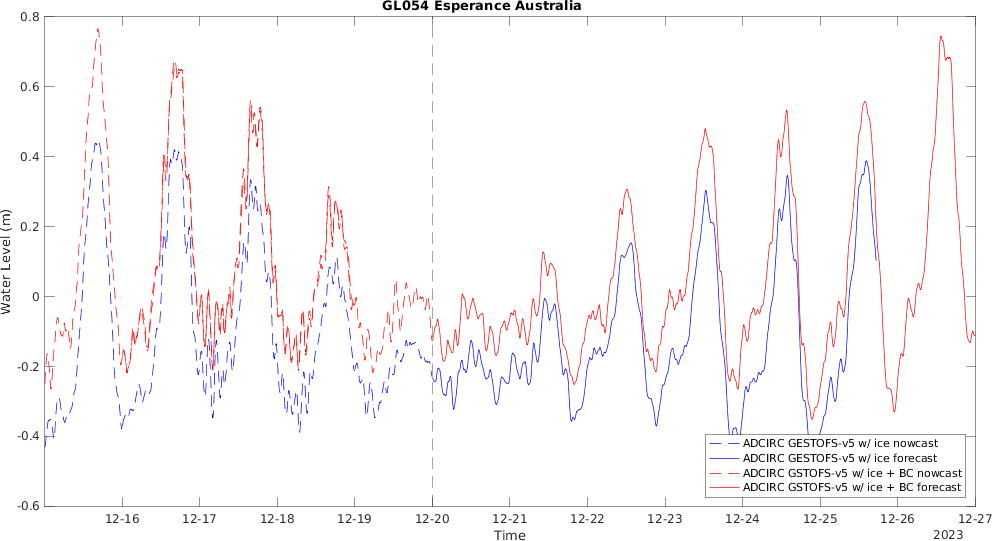 GL054 Esperance Australia
Water Level (m)
0.8
0.6
0.4
0.2
0
-0.2
-0.4
-0.6
ADCIRC GESTOFS-v5 w/ ice nowcast
ADCIRC GESTOFS-v5 w/ ice forecast
ADCIRC GSTOFS-v5 w/ ice + BC nowcast
ADCIRC GSTOFS-v5 w/ ice + BC forecast
12-16 12-17 12-18 12-19 12-20 12-21 12-22 12-23 12-24 12-25 12-26 12-27
Time
2023